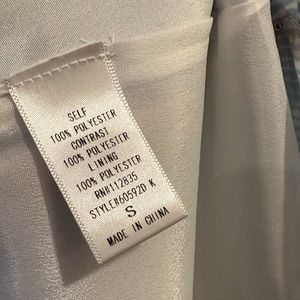 SELF
100% POLYESTER
CONTRAST
100% POLYESTER
LINING
100% POLYESTER
RN#112835
STYLE#60592D K
S
MADE IN CHINA